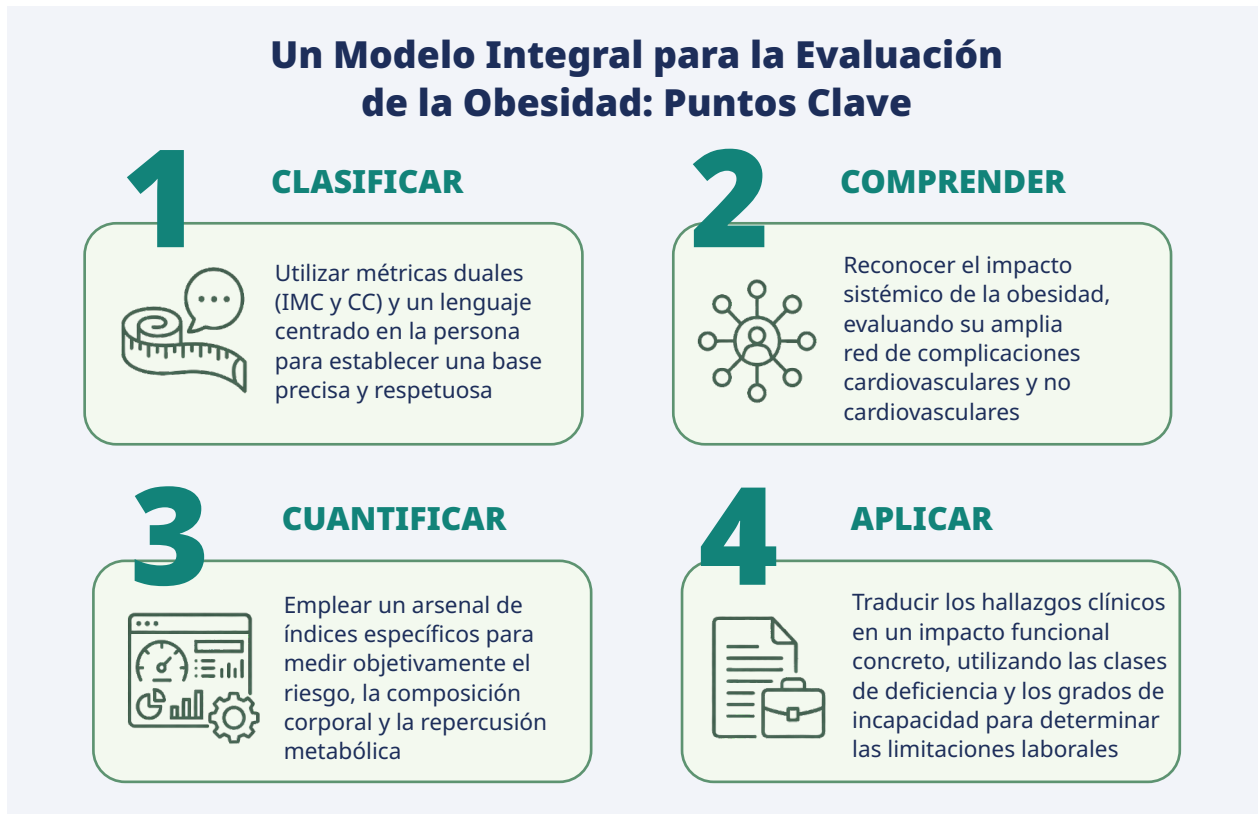 Un Modelo Integral para la Evaluación
de la Obesidad: Puntos Clave
1
CLASIFICAR
Utilizar métricas duales
(IMC y CC) y un lenguaje
centrado en la persona
para establecer una base
precisa y respetuosa
2
COMPRENDER
Reconocer el impacto
sistémico de la obesidad,
evaluando su amplia
red de complicaciones
cardiovasculares y no
cardiovasculares
3
CUANTIFICAR
Emplear un arsenal de
índices específicos para
medir objetivamente el
riesgo, la composición
corporal y la repercusión
metabólica
4
APLICAR
Traducir los hallazgos clínicos
en un impacto funcional
concreto, utilizando las clases
de deficiencia y los grados de
incapacidad para determinar
las limitaciones laborales